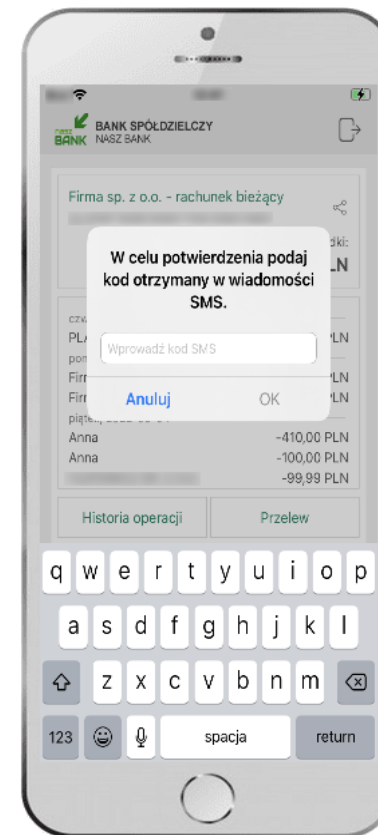 nasz
BANK
BANK SPÓŁDZIELCZY
NASZ BANK
Firma sp. z o.o. - rachunek bieżący
W celu potwierdzenia podaj
kod otrzymany w wiadomości
SMS.
Wprowadź kod SMS
Anuluj OK
Anna -410,00 PLN
Anna -100,00 PLN
-99,99 PLN
Historia operacji Przelew
q w e r t y u i o p
a s d f g h j k l
z x c v b n m
123 spacja return